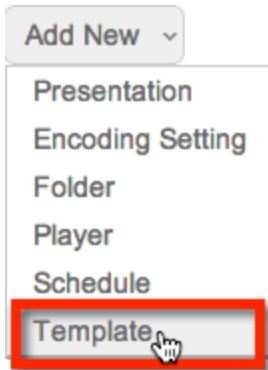 Add New
Presentation
Encoding Setting
Folder
Player
Schedule
Template